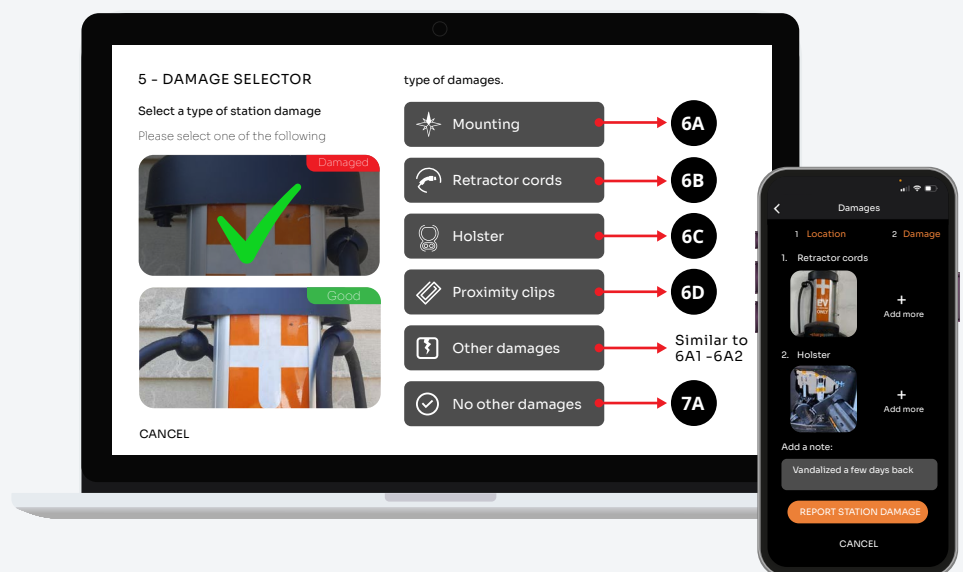 5 - DAMAGE SELECTOR
Select a type of station damage
Please select one of the following
Damaged
Good
CANCEL
type of damages.
Mounting
6A
Retractor cords
6B
Holster
6C
Proximity clips
6D
Other damages
Similar to
6A1 -6A2
No other damages
7A
Damages
1 Location
2 Damage
1. Retractor cords
EV
+
Add more
2. Holster
+
Add more
Add a note:
Vandalized a few days back
REPORT STATION DAMAGE
CANCEL